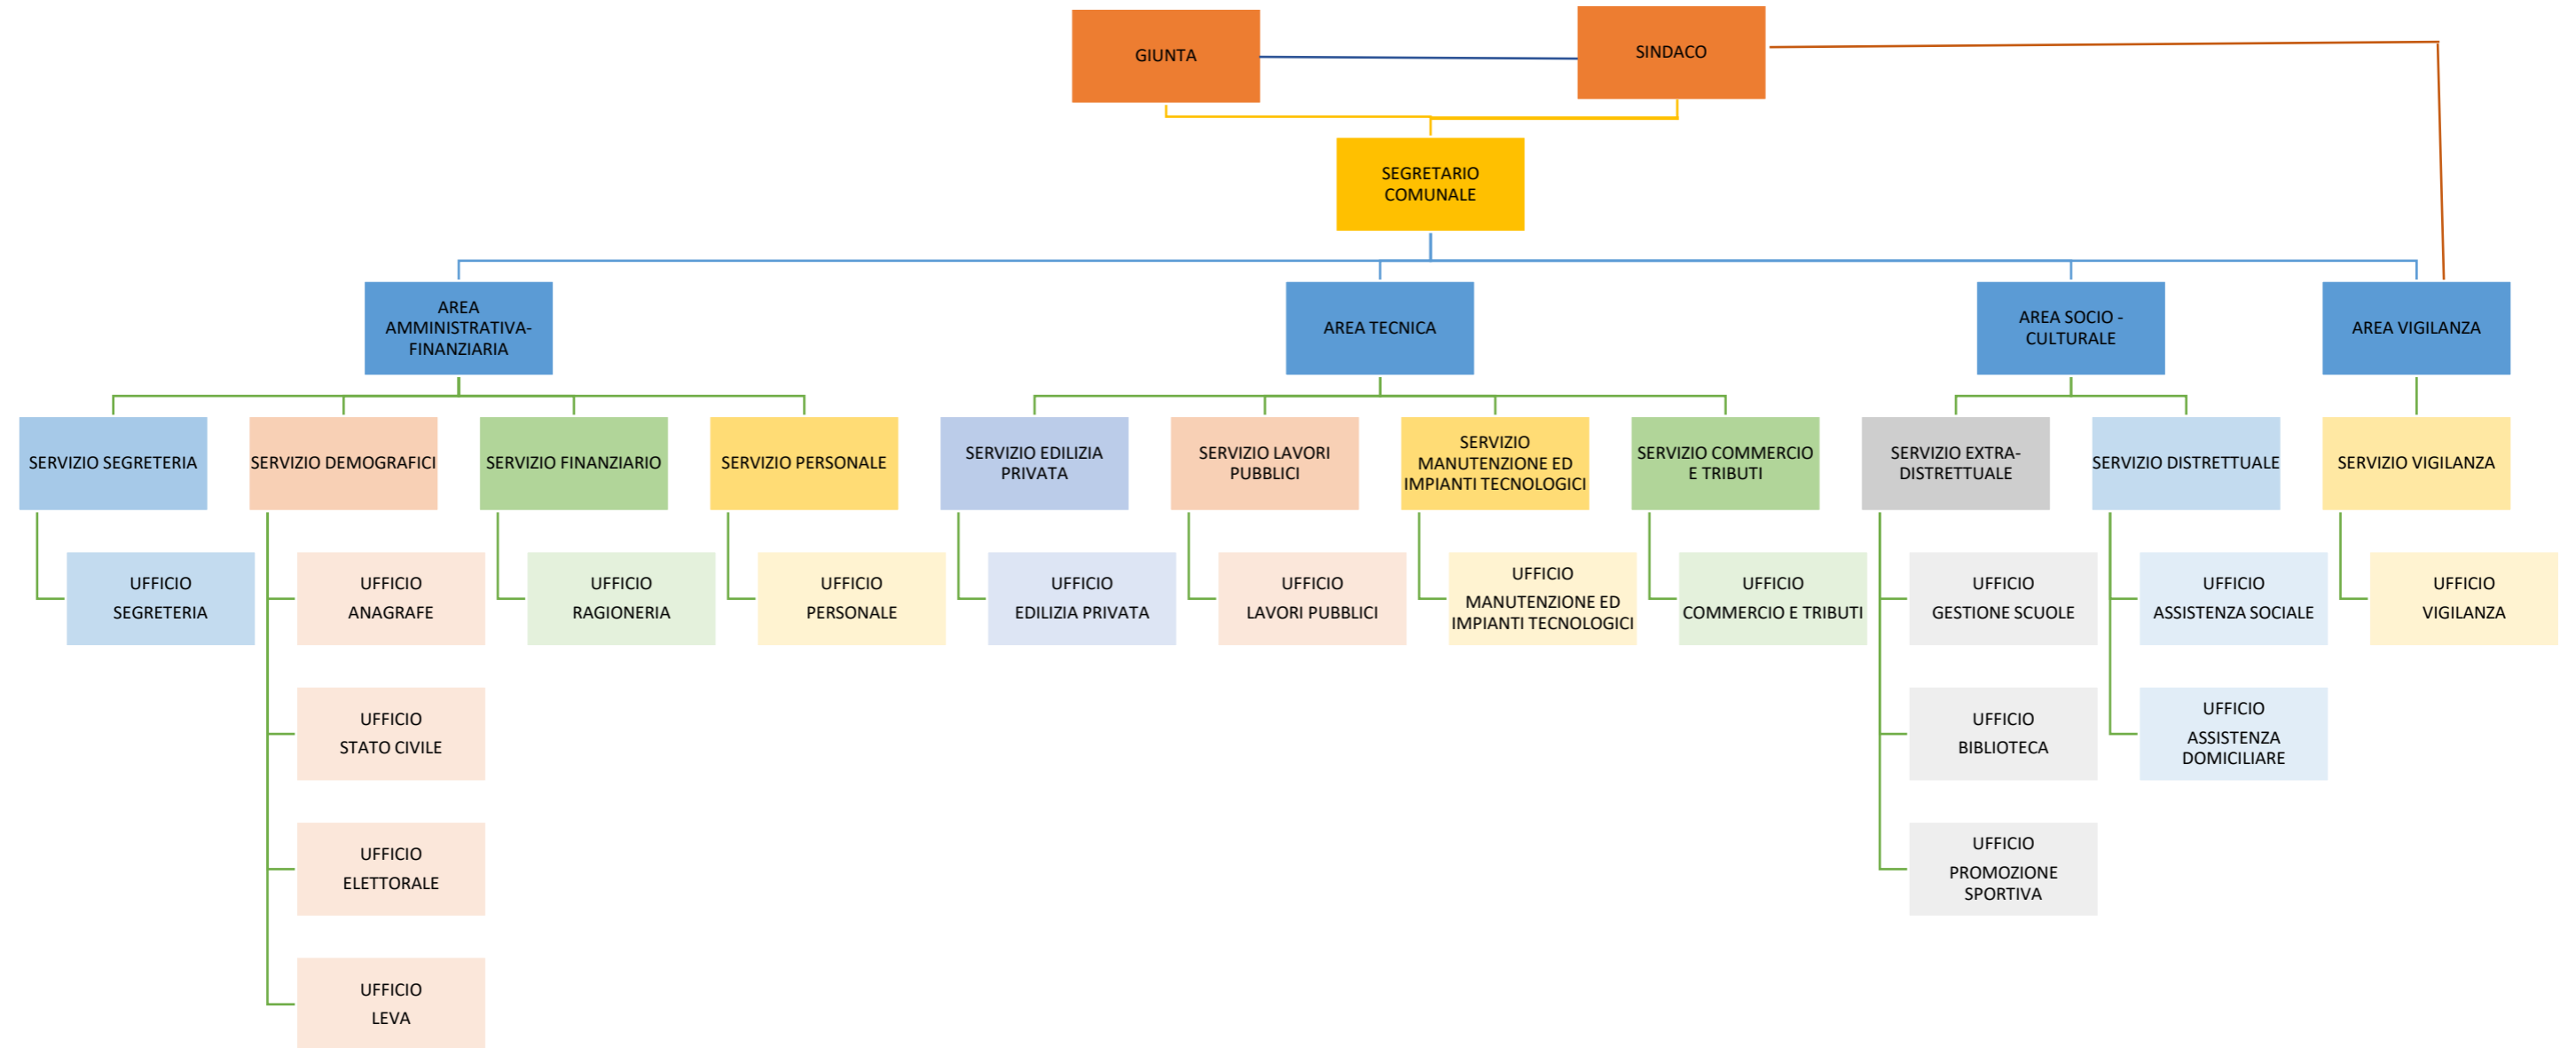 GIUNTA
SINDACO
SEGRETARIO
COMUNALE
AREA
AMMINISTRATIVA-
FINANZIARIA
AREA TECNICA
AREA SOCIO -
CULTURALE
AREA VIGILANZA
SERVIZIO SEGRETERIA
SERVIZIO DEMOGRAFICI
SERVIZIO FINANZIARIO
SERVIZIO PERSONALE
SERVIZIO EDILIZIA
PRIVATA
SERVIZIO LAVORI
PUBBLICI
SERVIZIO
MANUTENZIONE ED
IMPIANTI TECNOLOGICI
SERVIZIO COMMERCIO
E TRIBUTI
SERVIZIO EXTRA-
DISTRETTUALE
SERVIZIO DISTRETTUALE
SERVIZIO VIGILANZA
UFFICIO
SEGRETERIA
UFFICIO
ANAGRAFE
UFFICIO
RAGIONERIA
UFFICIO
PERSONALE
UFFICIO
EDILIZIA PRIVATA
UFFICIO
LAVORI PUBBLICI
UFFICIO
MANUTENZIONE ED
IMPIANTI TECNOLOGICI
UFFICIO
COMMERCIO E TRIBUTI
UFFICIO
GESTIONE SCUOLE
UFFICIO
ASSISTENZA SOCIALE
UFFICIO
VIGILANZA
UFFICIO
STATO CIVILE
UFFICIO
BIBLIOTECA
UFFICIO
ASSISTENZA
DOMICILIARE
UFFICIO
ELETTORALE
UFFICIO
PROMOZIONE
SPORTIVA
UFFICIO
LEVA